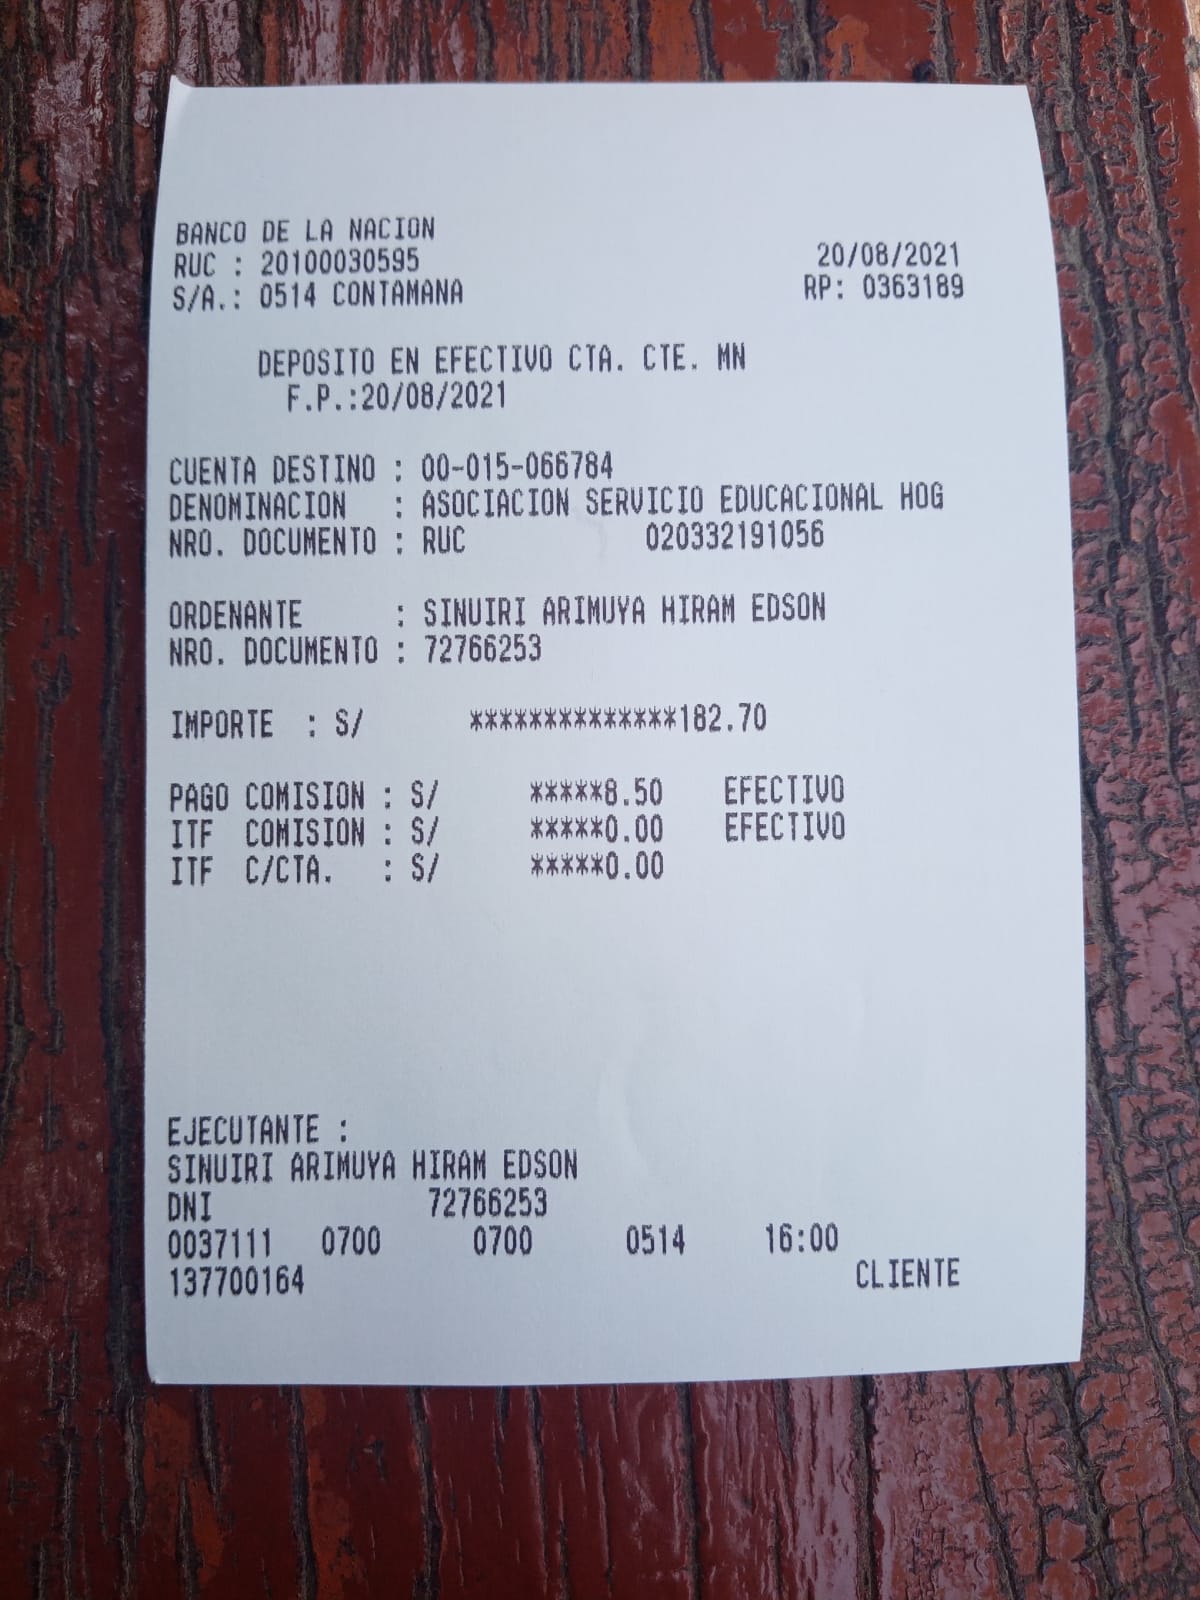 BANCO DE LA NACION
RUC : 20100030595 20/08/2021
S/A.: 0514 CONTAMANA RP: 0363189
DEPOSITO EN EFECTIVO CTA. CTE. MN
F.P.:20/08/2021
CUENTA DESTINO : 00-015-066784
DENOMINACION : ASOCIACION SERVICIO EDUCACIONAL HOG
NRO. DOCUMENTO : RUC 020332191056
ORDENANTE : SINUIRI ARIMUYA HIRAM EDSON
NRO. DOCUMENTO : 72766253
IMPORTE : S/ **************182.70
PAGO COMISION : S/ *****8.50 EFECTIVO
ITF COMISION : S/ *****0.00 EFECTIVO
ITF C/CTA. : S/ *****0.00
EJECUTANTE :
SINUIRI ARIMUYA HIRAM EDSON
DNI 72766253
0037111 0700 0700 0514 16:00
137700164 CLIENTE